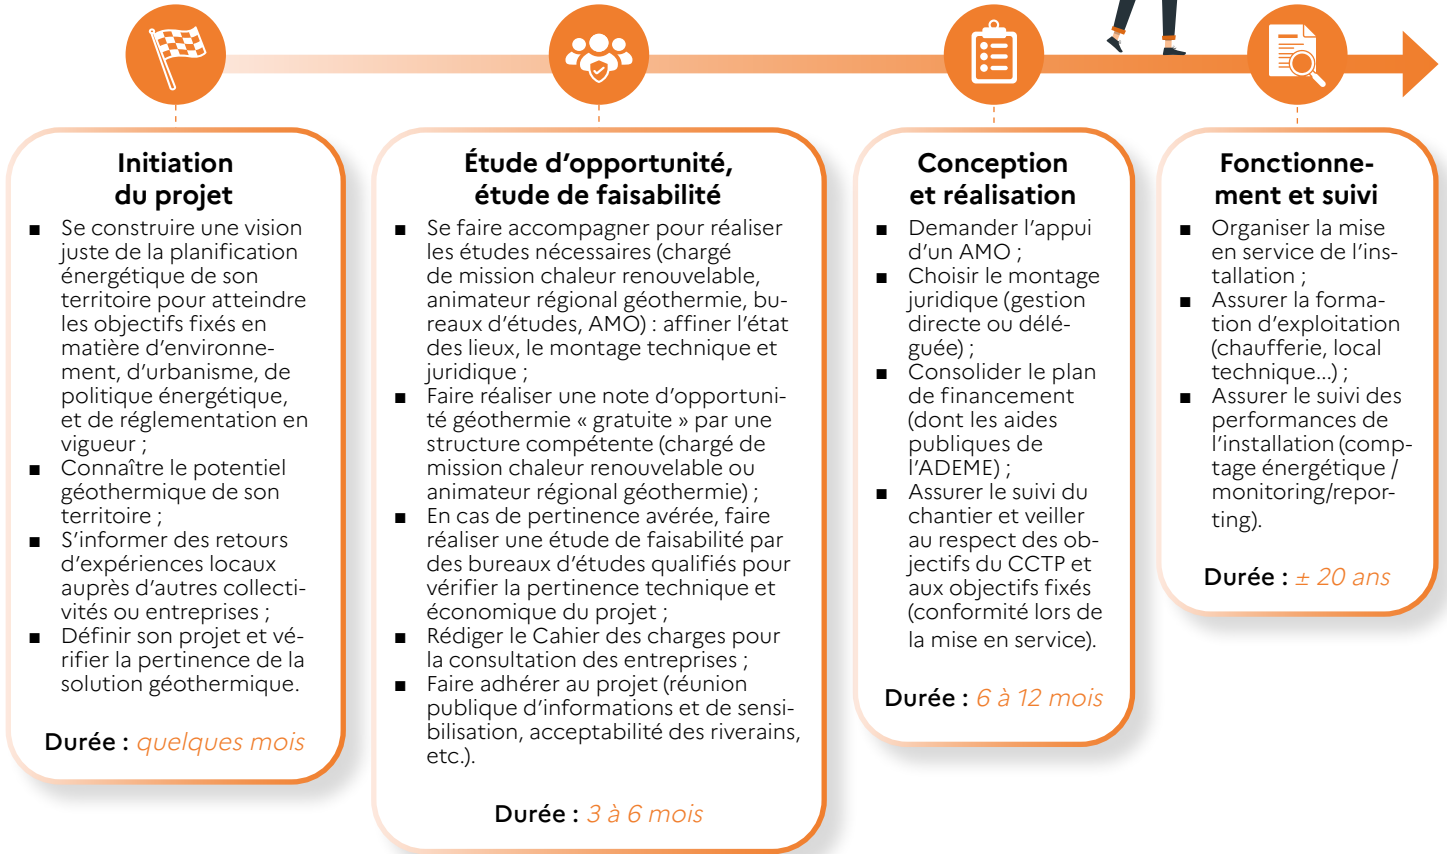 Initiation
du projet
■ Se construire une vision
juste de la planification
énergétique de son
territoire pour atteindre
les objectifs fixés en
matière d'environne-
ment, d'urbanisme, de
politique énergétique,
et de réglementation en
vigueur ;
■ Connaître le potentiel
géothermique de son
territoire ;
■ S'informer des retours
d'expériences locaux
auprès d'autres collecti-
vités ou entreprises ;
■ Définir son projet et vé-
rifier la pertinence de la
solution géothermique.
Durée : quelques mois
Étude d'opportunité,
étude de faisabilité
■ Se faire accompagner pour réaliser
les études nécessaires (chargé
de mission chaleur renouvelable,
animateur régional géothermie, bu-
reaux d'études, AMO) : affiner l'état
des lieux, le montage technique et
juridique ;
■ Faire réaliser une note d'opportuni-
té géothermie « gratuite » par une
structure compétente (chargé de
mission chaleur renouvelable ou
animateur régional géothermie) ;
■ En cas de pertinence avérée, faire
réaliser une étude de faisabilité par
des bureaux d'études qualifiés pour
vérifier la pertinence technique et
économique du projet ;
■ Rédiger le Cahier des charges pour
la consultation des entreprises ;
■ Faire adhérer au projet (réunion
publique d'informations et de sensi-
bilisation, acceptabilité des riverains,
etc.).
Durée : 3 à 6 mois
Conception
et réalisation
■ Demander l'appui
d'un AMO ;
■ Choisir le montage
juridique (gestion
directe ou délé-
guée) ;
■ Consolider le plan
de financement
(dont les aides
publiques de
l'ADEME) ;
■ Assurer le suivi du
chantier et veiller
au respect des ob-
jectifs du CCTP et
aux objectifs fixés
(conformité lors de
la mise en service).
Durée : 6 à 12 mois
Fonctionne-
ment et suivi
■ Organiser la mise
en service de l'ins-
tallation ;
■ Assurer la forma-
tion d'exploitation
(chaufferie, local
technique...) ;
■ Assurer le suivi des
performances de
l'installation (comp-
tage énergétique /
monitoring/repor-
ting).
Durée : ± 20 ans